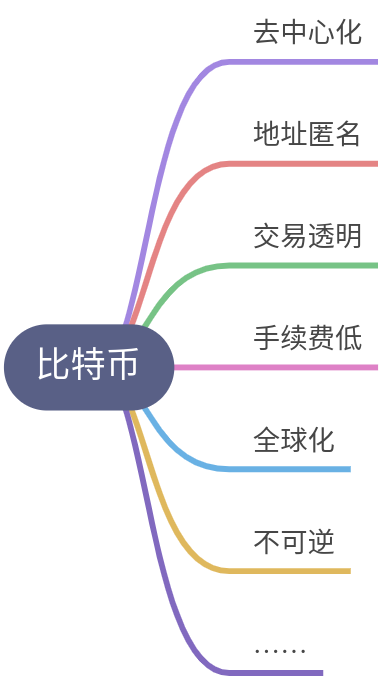 去中心化
地址匿名
交易透明
比特币
手续费低
全球化
不可逆
……